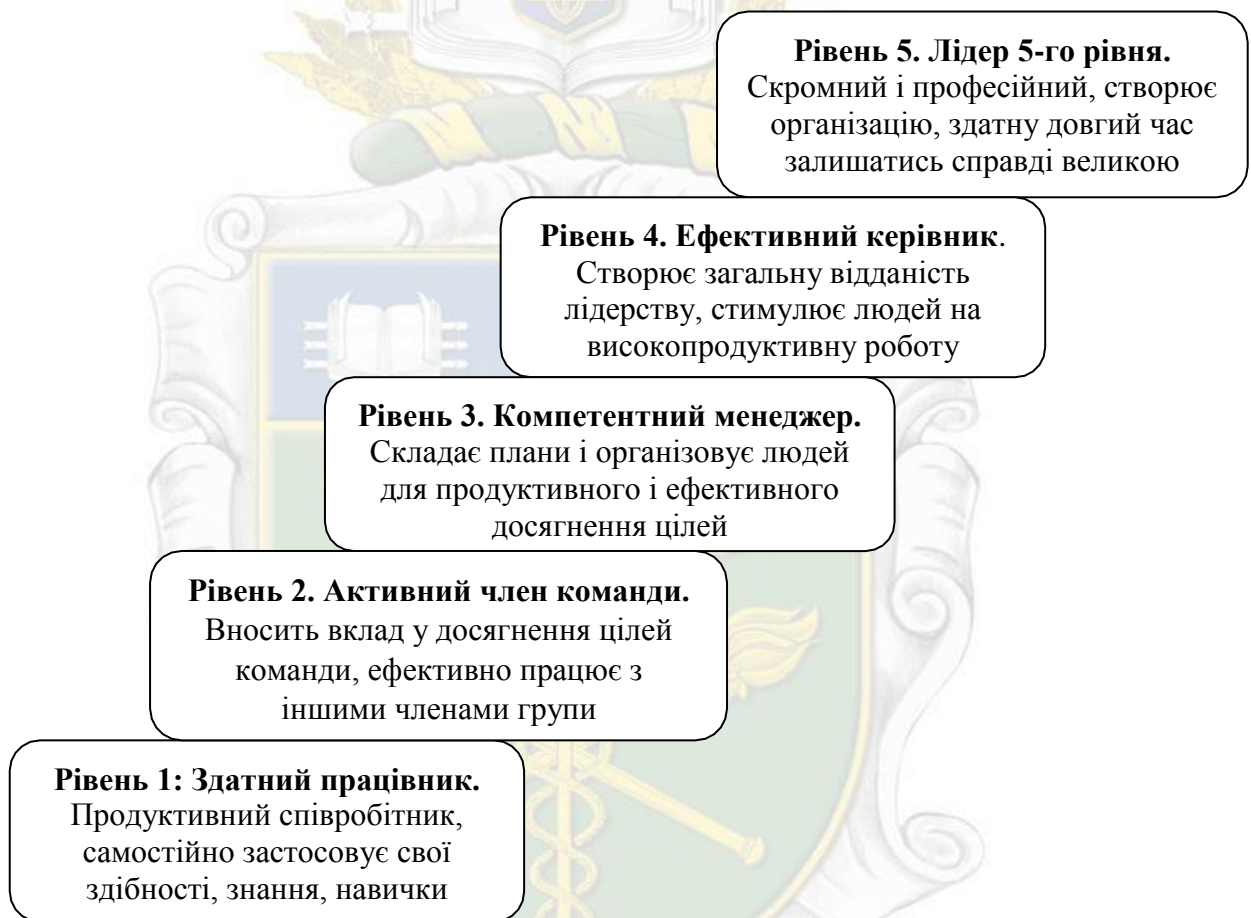 Рівень 5. Лідер 5-го рівня.
Скромний і професійний, створює
організацію, здатну довгий час
залишатись справді великою
Рівень 4. Ефективний керівник.
Створює загальну відданість
лідерству, стимулює людей на
високопродуктивну роботу
Рівень 3. Компетентний менеджер.
Складає плани і організовує людей
для продуктивного і ефективного
досягнення цілей
Рівень 2. Активний член команди.
Вносить вклад у досягнення цілей
команди, ефективно працює з
іншими членами групи
Рівень 1: Здатний працівник.
Продуктивний співробітник,
самостійно застосовує свої
здібності, знання, навички